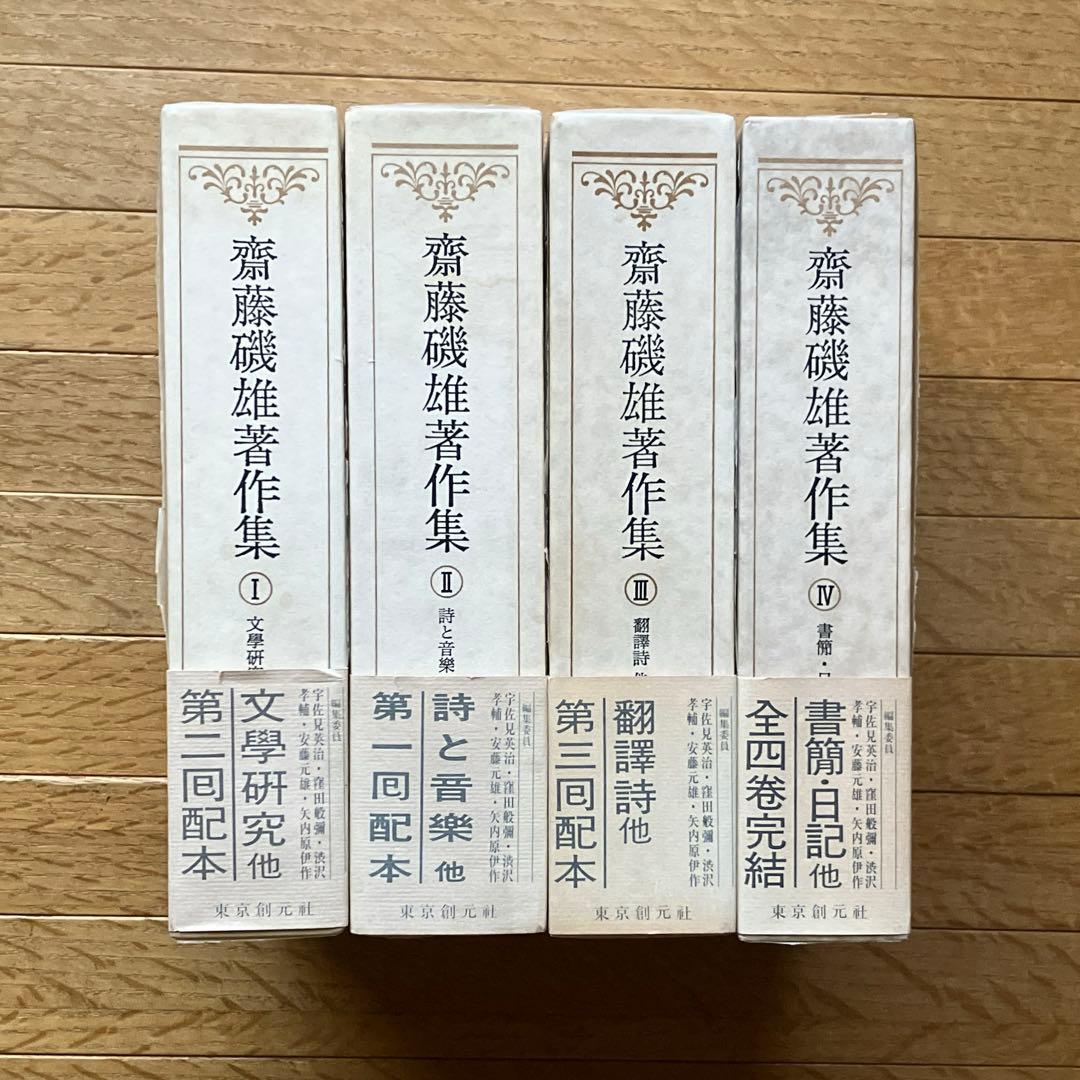 齋藤磯雄著作集
Ⅰ
文學研
編集委員
宇佐見英治・窪田般彌・渋沢
孝輔・安藤元雄・矢内原伊作
文學研究他
第二回配本
東京創元社
齋藤磯雄著作集
Ⅱ
詩と音樂
編集委員
宇佐見英治・窪田般彌・渋沢
孝輔・安藤元雄・矢内原伊作
詩と音樂他
第一回配本
東京創元社
齋藤磯雄著作集
Ⅲ
翻譯詩 他
編集委員
宇佐見英治・窪田般彌・渋沢
孝輔・安藤元雄・矢内原伊作
翻譯詩他
第三回配本
東京創元社
齋藤磯雄著作集
Ⅳ
書簡・
編集委員
宇佐見英治・窪田般彌・渋沢
孝輔・安藤元雄・矢内原伊作
書簡・日記他
全四卷完結
東京創元社